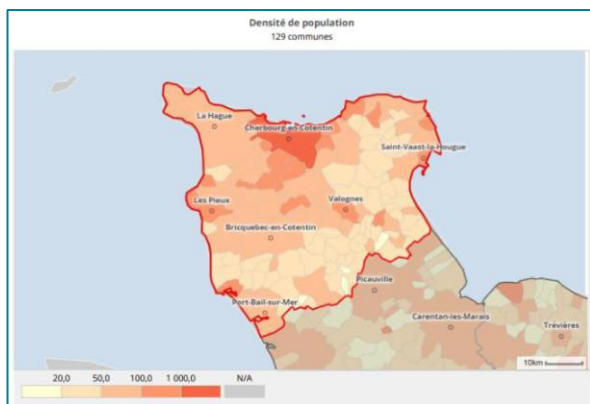 Densité de population
129 communes
La Hague
Cherbourg-en-Cotentin
Saint-Vaast-la-Hougue
Les Pieux
Valognes
Bricquebec-en-Cotentin
Picauville
Port-Bail-sur-Mer
Carentan-les-Marais
Trévières
10km
20,0 50,0 100,0 1 000,0 N/A